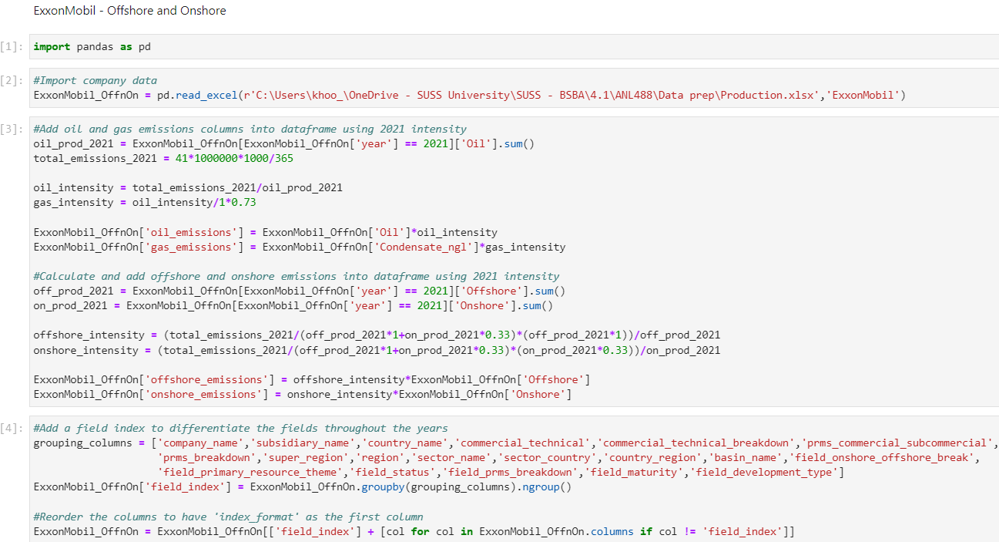 ExxonMobil - Offshore and Onshore
[1]: import pandas as pd
[2]: #Import company data
ExxonMobil_OffnOn = pd.read_excel(r'C:\Users\khoo_\OneDrive - SUSS University\SUSS - BSBA\4.1\ANL488\Data prep\Production.xlsx','ExxonMobil')
[3]: #Add oil and gas emissions columns into dataframe using 2021 intensity
oil_prod_2021 = ExxonMobil_OffnOn[ExxonMobil_OffnOn['year'] == 2021]['Oil'].sum()
total_emissions_2021 = 41*1000000*1000/365
oil_intensity = total_emissions_2021/oil_prod_2021
gas_intensity = oil_intensity/1*0.73
ExxonMobil_OffnOn['oil_emissions'] = ExxonMobil_OffnOn['Oil']*oil_intensity
ExxonMobil_OffnOn['gas_emissions'] = ExxonMobil_OffnOn['Condensate_ngl']*gas_intensity
#Calculate and add offshore and onshore emissions into dataframe using 2021 intensity
off_prod_2021 = ExxonMobil_OffnOn[ExxonMobil_OffnOn['year'] == 2021]['Offshore'].sum()
on_prod_2021 = ExxonMobil_OffnOn[ExxonMobil_OffnOn['year'] == 2021]['Onshore'].sum()
offshore_intensity = (total_emissions_2021/(off_prod_2021*1+on_prod_2021*0.33)*(off_prod_2021*1))/off_prod_2021
onshore_intensity = (total_emissions_2021/(off_prod_2021*1+on_prod_2021*0.33)*(on_prod_2021*0.33))/on_prod_2021
ExxonMobil_OffnOn['offshore_emissions'] = offshore_intensity*ExxonMobil_OffnOn['Offshore']
ExxonMobil_OffnOn['onshore_emissions'] = onshore_intensity*ExxonMobil_OffnOn['Onshore']
[4]: #Add a field index to differentiate the fields throughout the years
grouping_columns = ['company_name','subsidiary_name','country_name','commercial_technical','commercial_technical_breakdown','prms_commercial_subcommercial',
'prms_breakdown','super_region','region','sector_name','sector_country','country_region','basin_name','field_onshore_offshore_break',
'field_primary_resource_theme','field_status','field_prms_breakdown','field_maturity','field_development_type']
ExxonMobil_OffnOn['field_index'] = ExxonMobil_OffnOn.groupby(grouping_columns).ngroup()
#Reorder the columns to have 'index_format' as the first column
ExxonMobil_OffnOn = ExxonMobil_OffnOn[['field_index'] + [col for col in ExxonMobil_OffnOn.columns if col != 'field_index']]